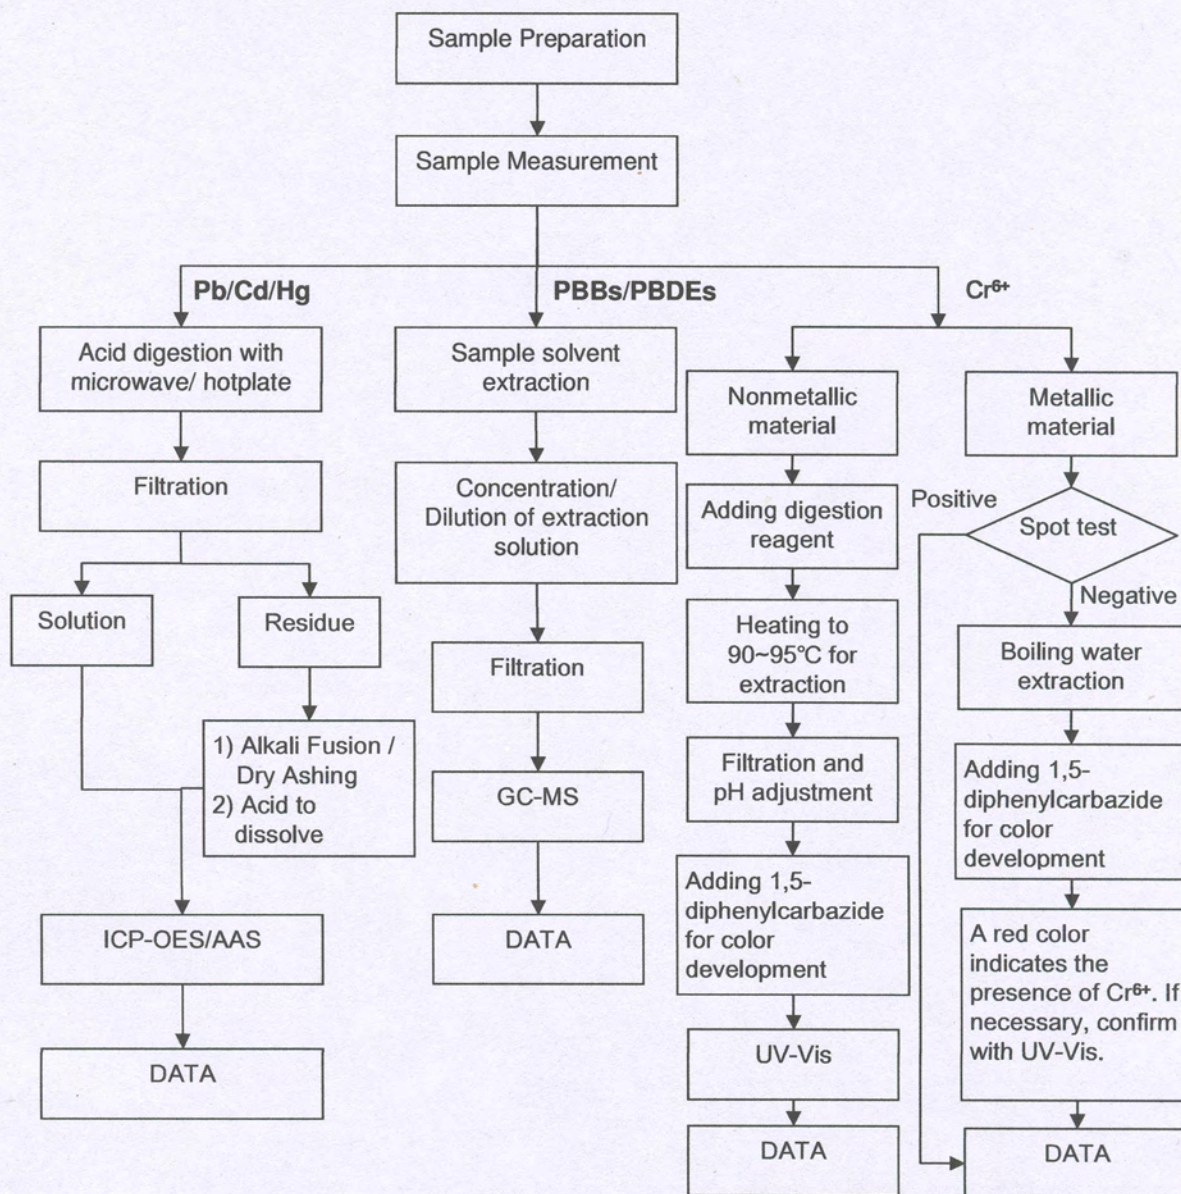 Sample Preparation
Sample Measurement
Pb/Cd/Hg
PBBs/PBDEs
Cr⁶⁺
Acid digestion with
microwave/ hotplate
Filtration
Solution
Residue
1) Alkali Fusion /
Dry Ashing
2) Acid to
dissolve
ICP-OES/AAS
DATA
Sample solvent
extraction
Concentration/
Dilution of extraction
solution
Filtration
GC-MS
DATA
Nonmetallic
material
Adding digestion
reagent
Heating to
90~95°C for
extraction
Filtration and
pH adjustment
Adding 1,5-
diphenylcarbazide
for color
development
UV-Vis
DATA
Metallic
material
Spot test
Positive
Negative
Boiling water
extraction
Adding 1,5-
diphenylcarbazide
for color
development
A red color
indicates the
presence of Cr⁶⁺. If
necessary, confirm
with UV-Vis.
DATA